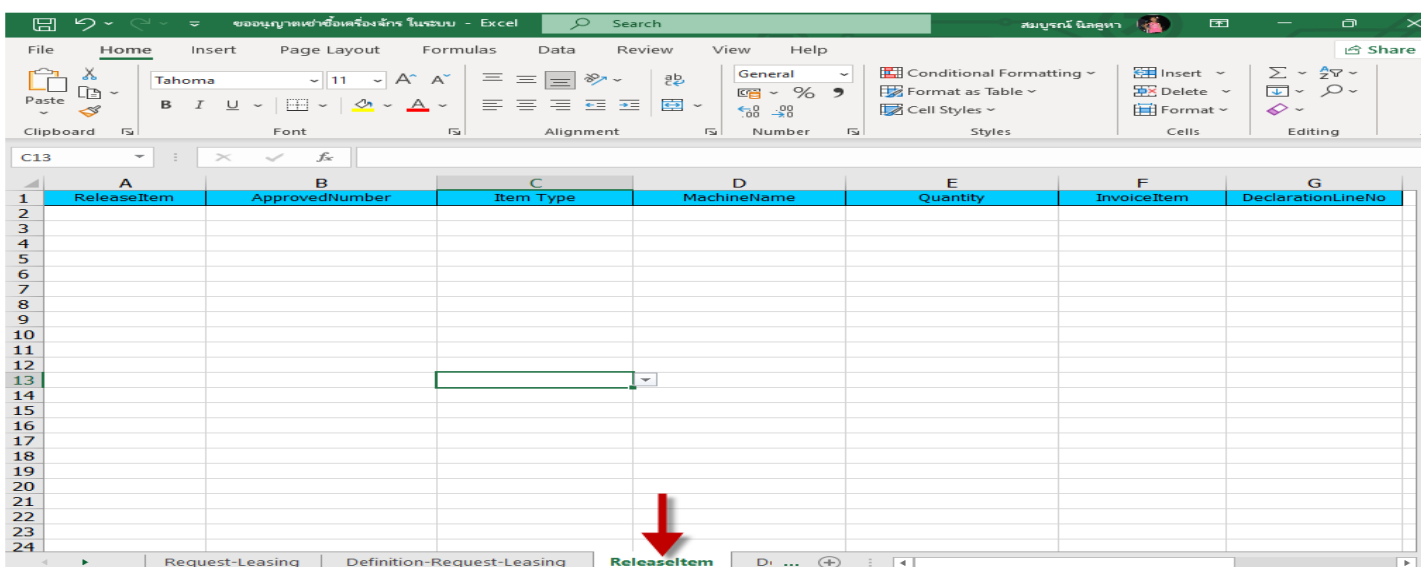 ขออนุญาตเช่าซื้อเครื่องจักร ในระบบ - Excel Search สมบูรณ์ นิลคูหา
File Home Insert Page Layout Formulas Data Review View Help Share
Paste Tahoma 11 A A ab General % 9 Conditional Formatting Insert Σ
B I U A Format as Table Delete
.00 .00 Cell Styles Format
Clipboard Font Alignment Number Styles Cells Editing
C13 fx
A B C D E F G
1 ReleaseItem ApprovedNumber Item Type MachineName Quantity InvoiceItem DeclarationLineNo
2
3
4
5
6
7
8
9
10
11
12
13
14
15
16
17
18
19
20
21
22
23
24
Request-Leasing Definition-Request-Leasing ReleaseItem ...